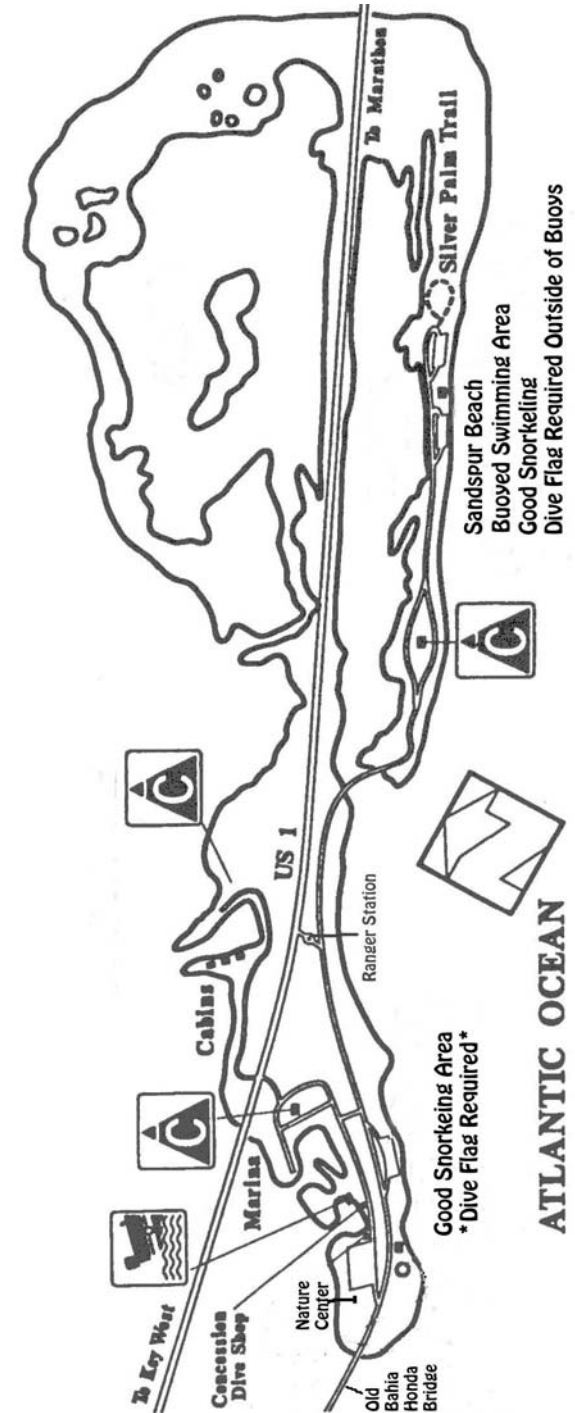 To Marathon
Silver Palm Trail
Sandspur Beach
Buoyed Swimming Area
Good Snorkeling
Dive Flag Required Outside of Buoys
C
C
US 1
Ranger Station
Cabins
C
Marina
Good Snorkeing Area
*Dive Flag Required*
N
ATLANTIC OCEAN
To Key West
Concession
Dive Shop
Nature
Center
Old
Bahia
Honda
Bridge